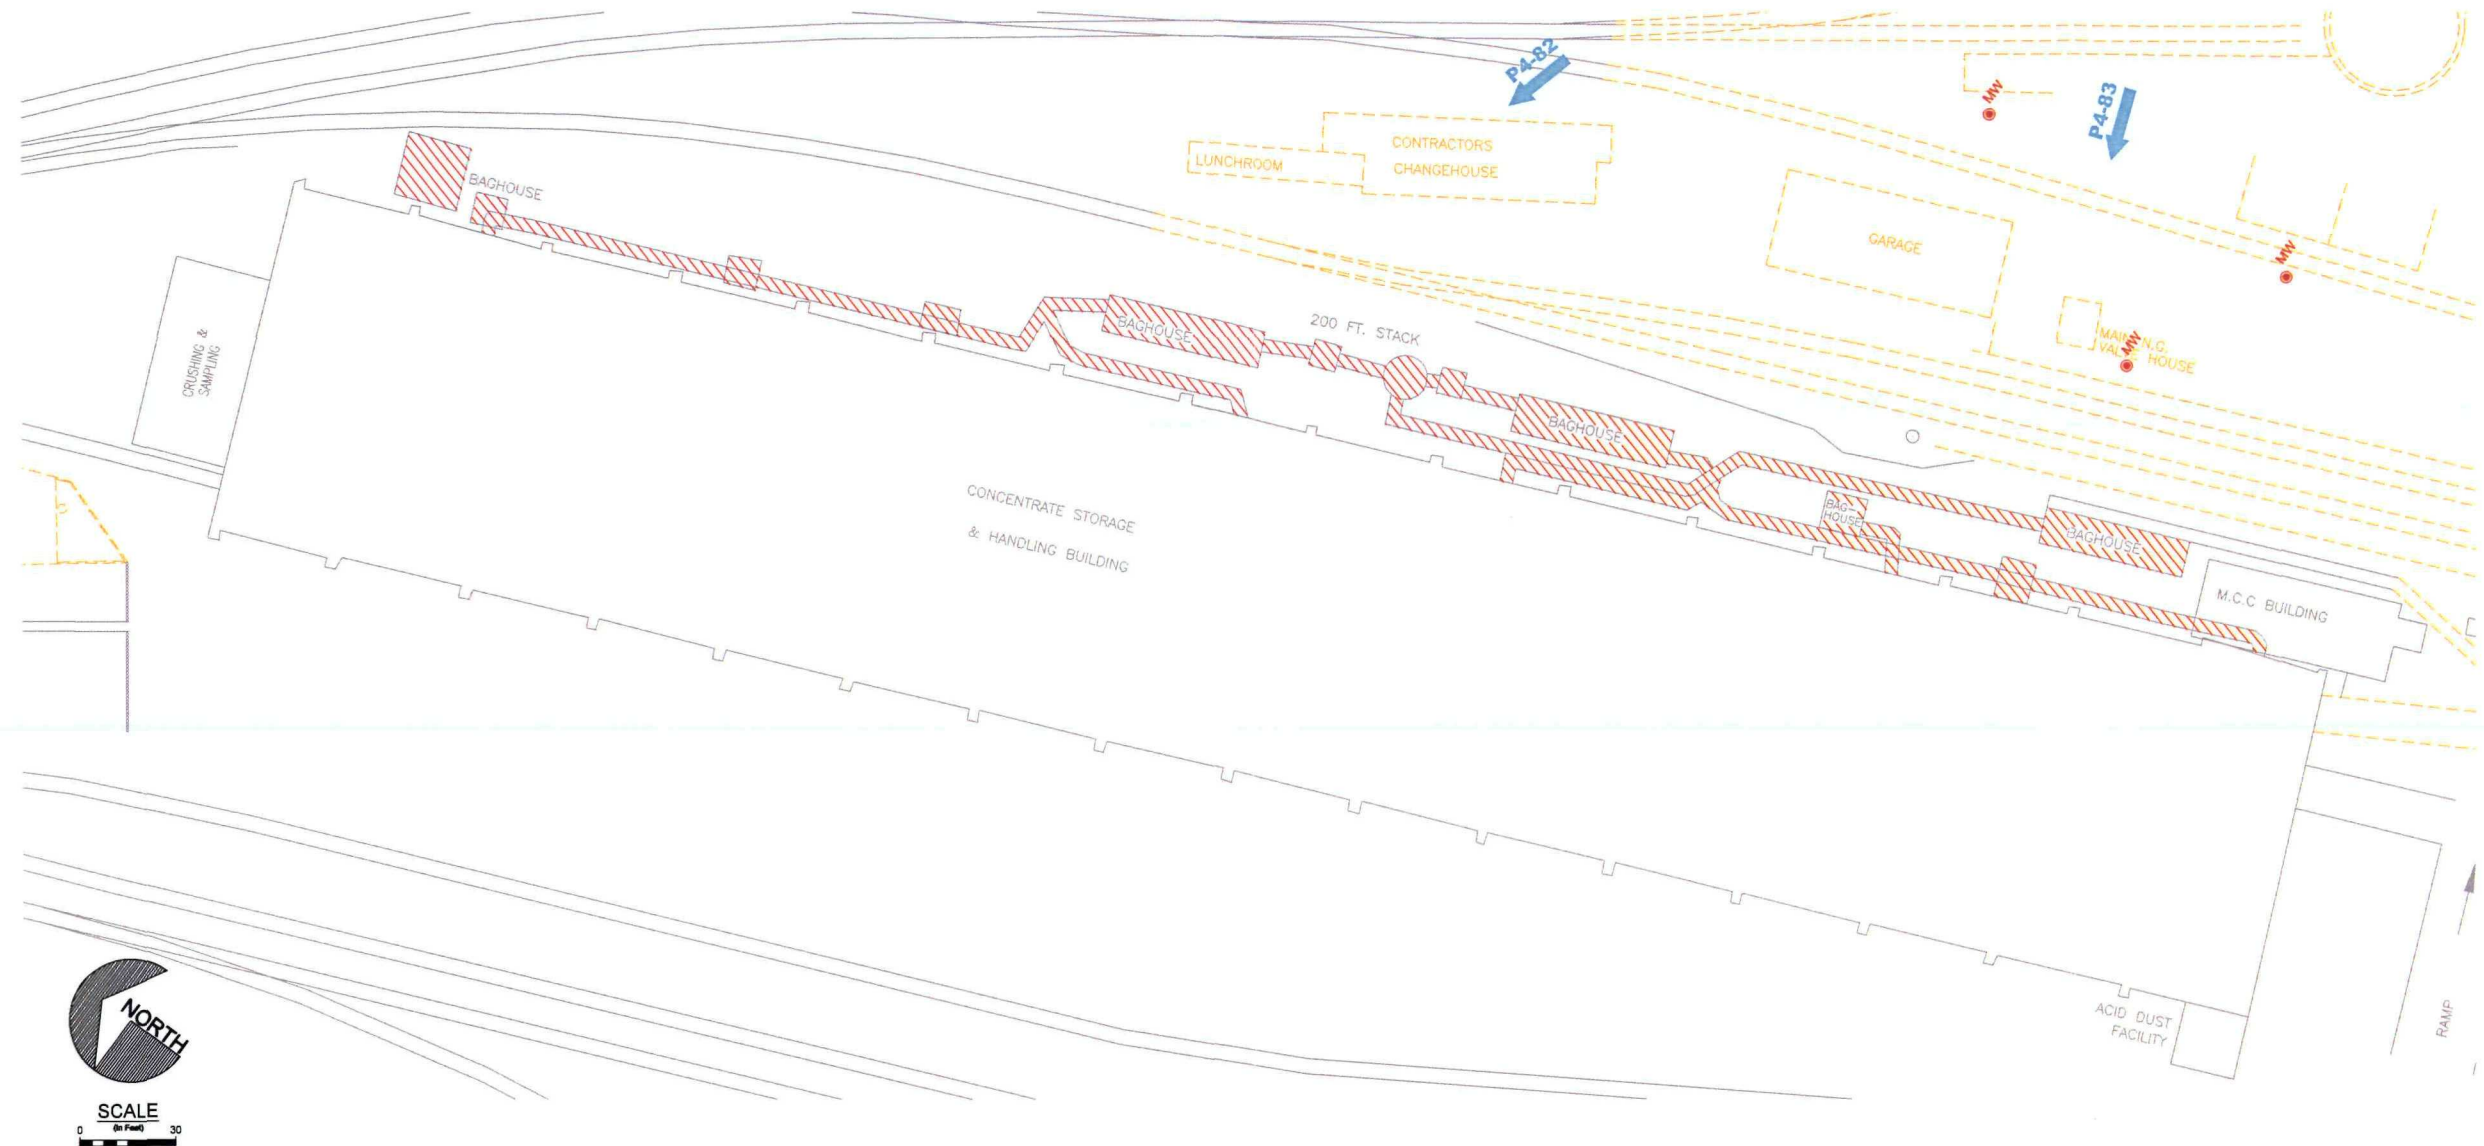 P4-82
MW
P4-83
CONTRACTORS
CHANGEHOUSE
LUNCHROOM
BAGHOUSE
GARAGE
MW
200 FT. STACK
BAGHOUSE
MAIN N.G.
VALVE HOUSE
MW
CRUSHING &
SAMPLING
BAGHOUSE
BAG-
HOUSE
BAGHOUSE
CONCENTRATE STORAGE
& HANDLING BUILDING
M.C.C BUILDING
ACID DUST
FACILITY
RAMP
NORTH
SCALE
(in Feet)
0 30